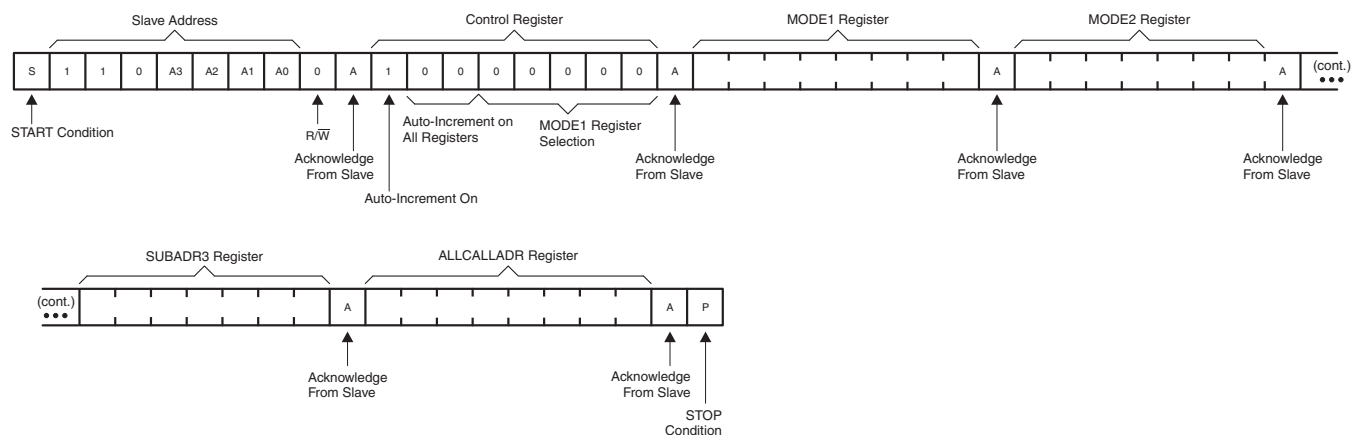 Slave Address
Control Register
MODE1 Register
MODE2 Register
S 1 1 0 A3 A2 A1 A0 0 A 1 0 0 0 0 0 0 0 A A A (cont.)
•••
START Condition
R/W̅
Acknowledge
From Slave
Auto-Increment On
Auto-Increment on
All Registers
MODE1 Register
Selection
Acknowledge
From Slave
Acknowledge
From Slave
Acknowledge
From Slave
SUBADR3 Register
ALLCALLADR Register
(cont.)
•••
A A P
Acknowledge
From Slave
Acknowledge
From Slave
STOP
Condition